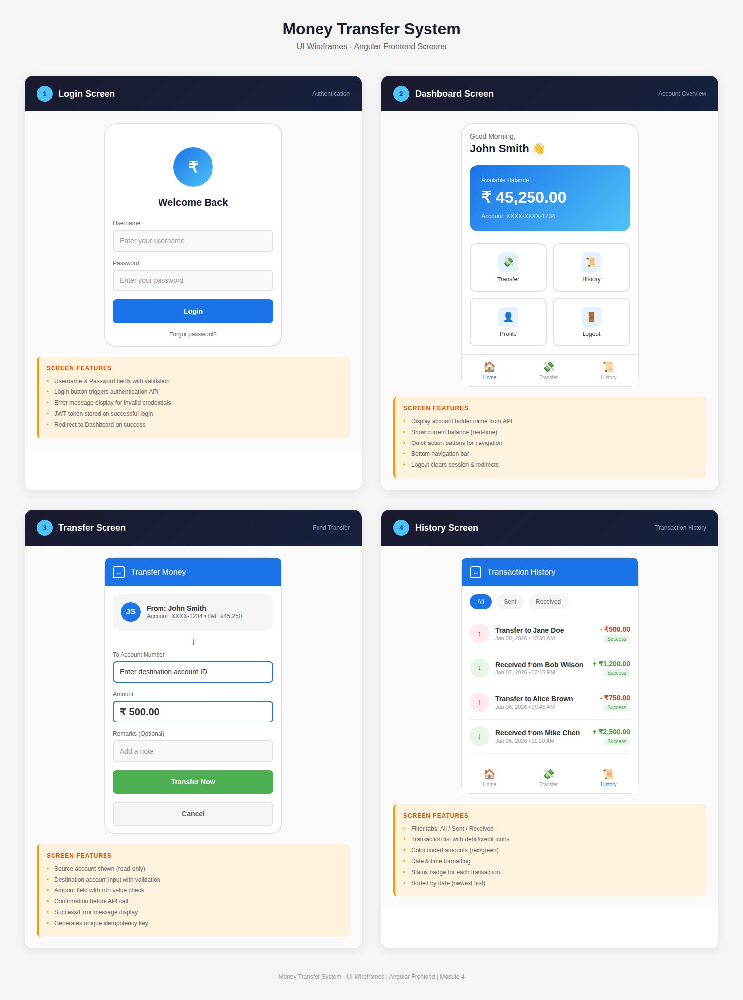 Money Transfer System
UI Wireframes - Angular Frontend Screens
1 Login Screen Authentication
₹
Welcome Back
Username
Enter your username
Password
Enter your password
Login
Forgot password?
SCREEN FEATURES
• Username & Password fields with validation
• Login button triggers authentication API
• Error message display for invalid credentials
• JWT token stored on successful login
• Redirect to Dashboard on success
2 Dashboard Screen Account Overview
Good Morning,
John Smith 👋
Available Balance
₹ 45,250.00
Account: XXXX-XXXX-1234
Transfer
History
Profile
Logout
Home Transfer History
SCREEN FEATURES
• Display account holder name from API
• Show current balance (real-time)
• Quick action buttons for navigation
• Bottom navigation bar
• Logout clears session & redirects
3 Transfer Screen Fund Transfer
← Transfer Money
JS
From: John Smith
Account: XXXX-1234 • Bal: ₹45,250
↓
To Account Number
Enter destination account ID
Amount
₹ 500.00
Remarks (Optional)
Add a note
Transfer Now
Cancel
SCREEN FEATURES
• Source account shown (read-only)
• Destination account input with validation
• Amount field with min value check
• Confirmation before API call
• Success/Error message display
• Generates unique idempotency key
4 History Screen Transaction History
← Transaction History
All Sent Received
↑ Transfer to Jane Doe - ₹500.00
Jan 08, 2026 • 10:30 AM Success
↓ Received from Bob Wilson + ₹1,200.00
Jan 07, 2026 • 03:15 PM Success
↑ Transfer to Alice Brown - ₹750.00
Jan 06, 2026 • 09:45 AM Success
↓ Received from Mike Chen + ₹2,500.00
Jan 05, 2026 • 11:20 AM Success
Home Transfer History
SCREEN FEATURES
• Filter tabs: All / Sent / Received
• Transaction list with debit/credit icons
• Color coded amounts (red/green)
• Date & time formatting
• Status badge for each transaction
• Sorted by date (newest first)
Money Transfer System - UI Wireframes | Angular Frontend | Module 4